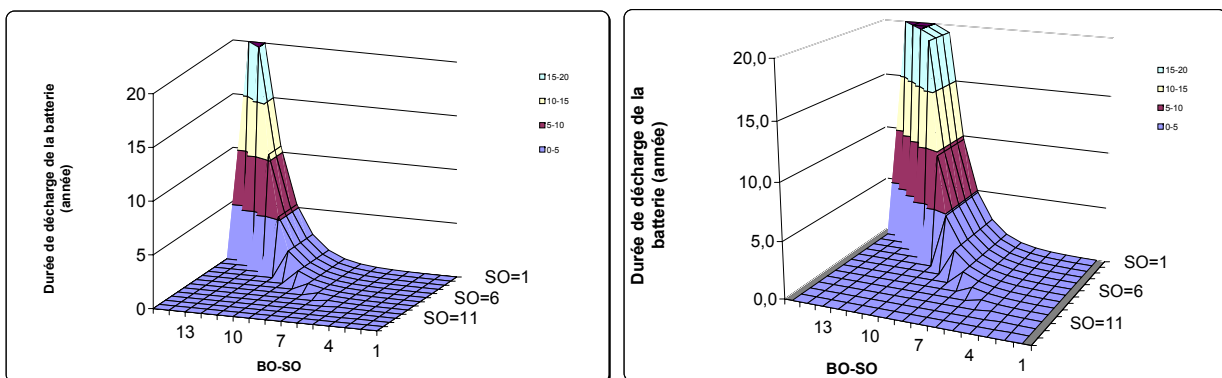 Durée de décharge de la batterie
(année)
20
15
10
5
0
13
10
7
4
1
BO-SO
SO=1
SO=6
SO=11
15-20
10-15
5-10
0-5
Durée de décharge de la
batterie (année)
20,0
15,0
10,0
5,0
0,0
13
10
7
4
1
BO-SO
SO=1
SO=6
SO=11
15-20
10-15
5-10
0-5